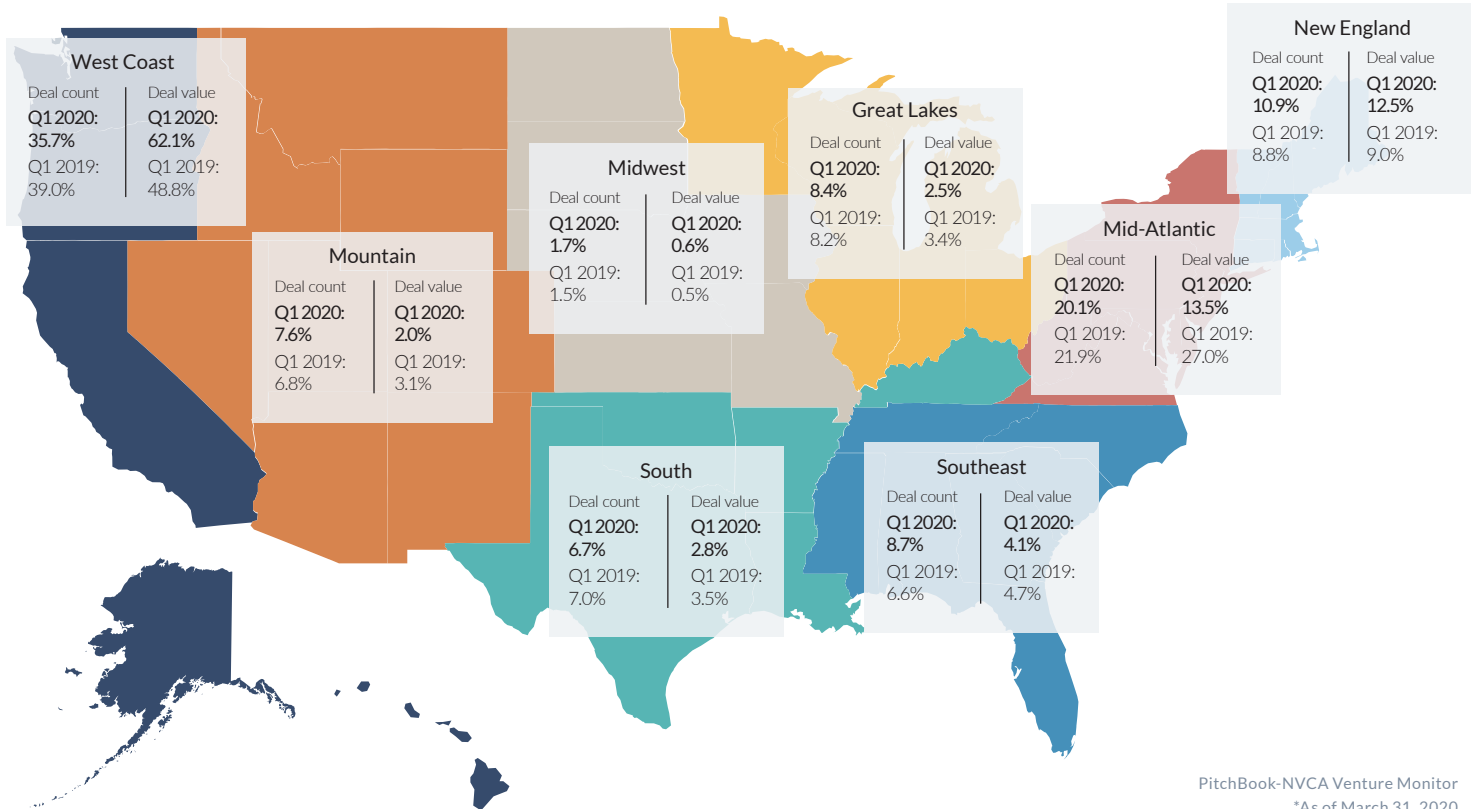 West Coast
Deal count Deal value
Q1 2020: Q1 2020:
35.7% 62.1%
Q1 2019: Q1 2019:
39.0% 48.8%
Mountain
Deal count Deal value
Q1 2020: Q1 2020:
7.6% 2.0%
Q1 2019: Q1 2019:
6.8% 3.1%
Midwest
Deal count Deal value
Q1 2020: Q1 2020:
1.7% 0.6%
Q1 2019: Q1 2019:
1.5% 0.5%
Great Lakes
Deal count Deal value
Q1 2020: Q1 2020:
8.4% 2.5%
Q1 2019: Q1 2019:
8.2% 3.4%
New England
Deal count Deal value
Q1 2020: Q1 2020:
10.9% 12.5%
Q1 2019: Q1 2019:
8.8% 9.0%
Mid-Atlantic
Deal count Deal value
Q1 2020: Q1 2020:
20.1% 13.5%
Q1 2019: Q1 2019:
21.9% 27.0%
South
Deal count Deal value
Q1 2020: Q1 2020:
6.7% 2.8%
Q1 2019: Q1 2019:
7.0% 3.5%
Southeast
Deal count Deal value
Q1 2020: Q1 2020:
8.7% 4.1%
Q1 2019: Q1 2019:
6.6% 4.7%
PitchBook-NVCA Venture Monitor
*As of March 31, 2020